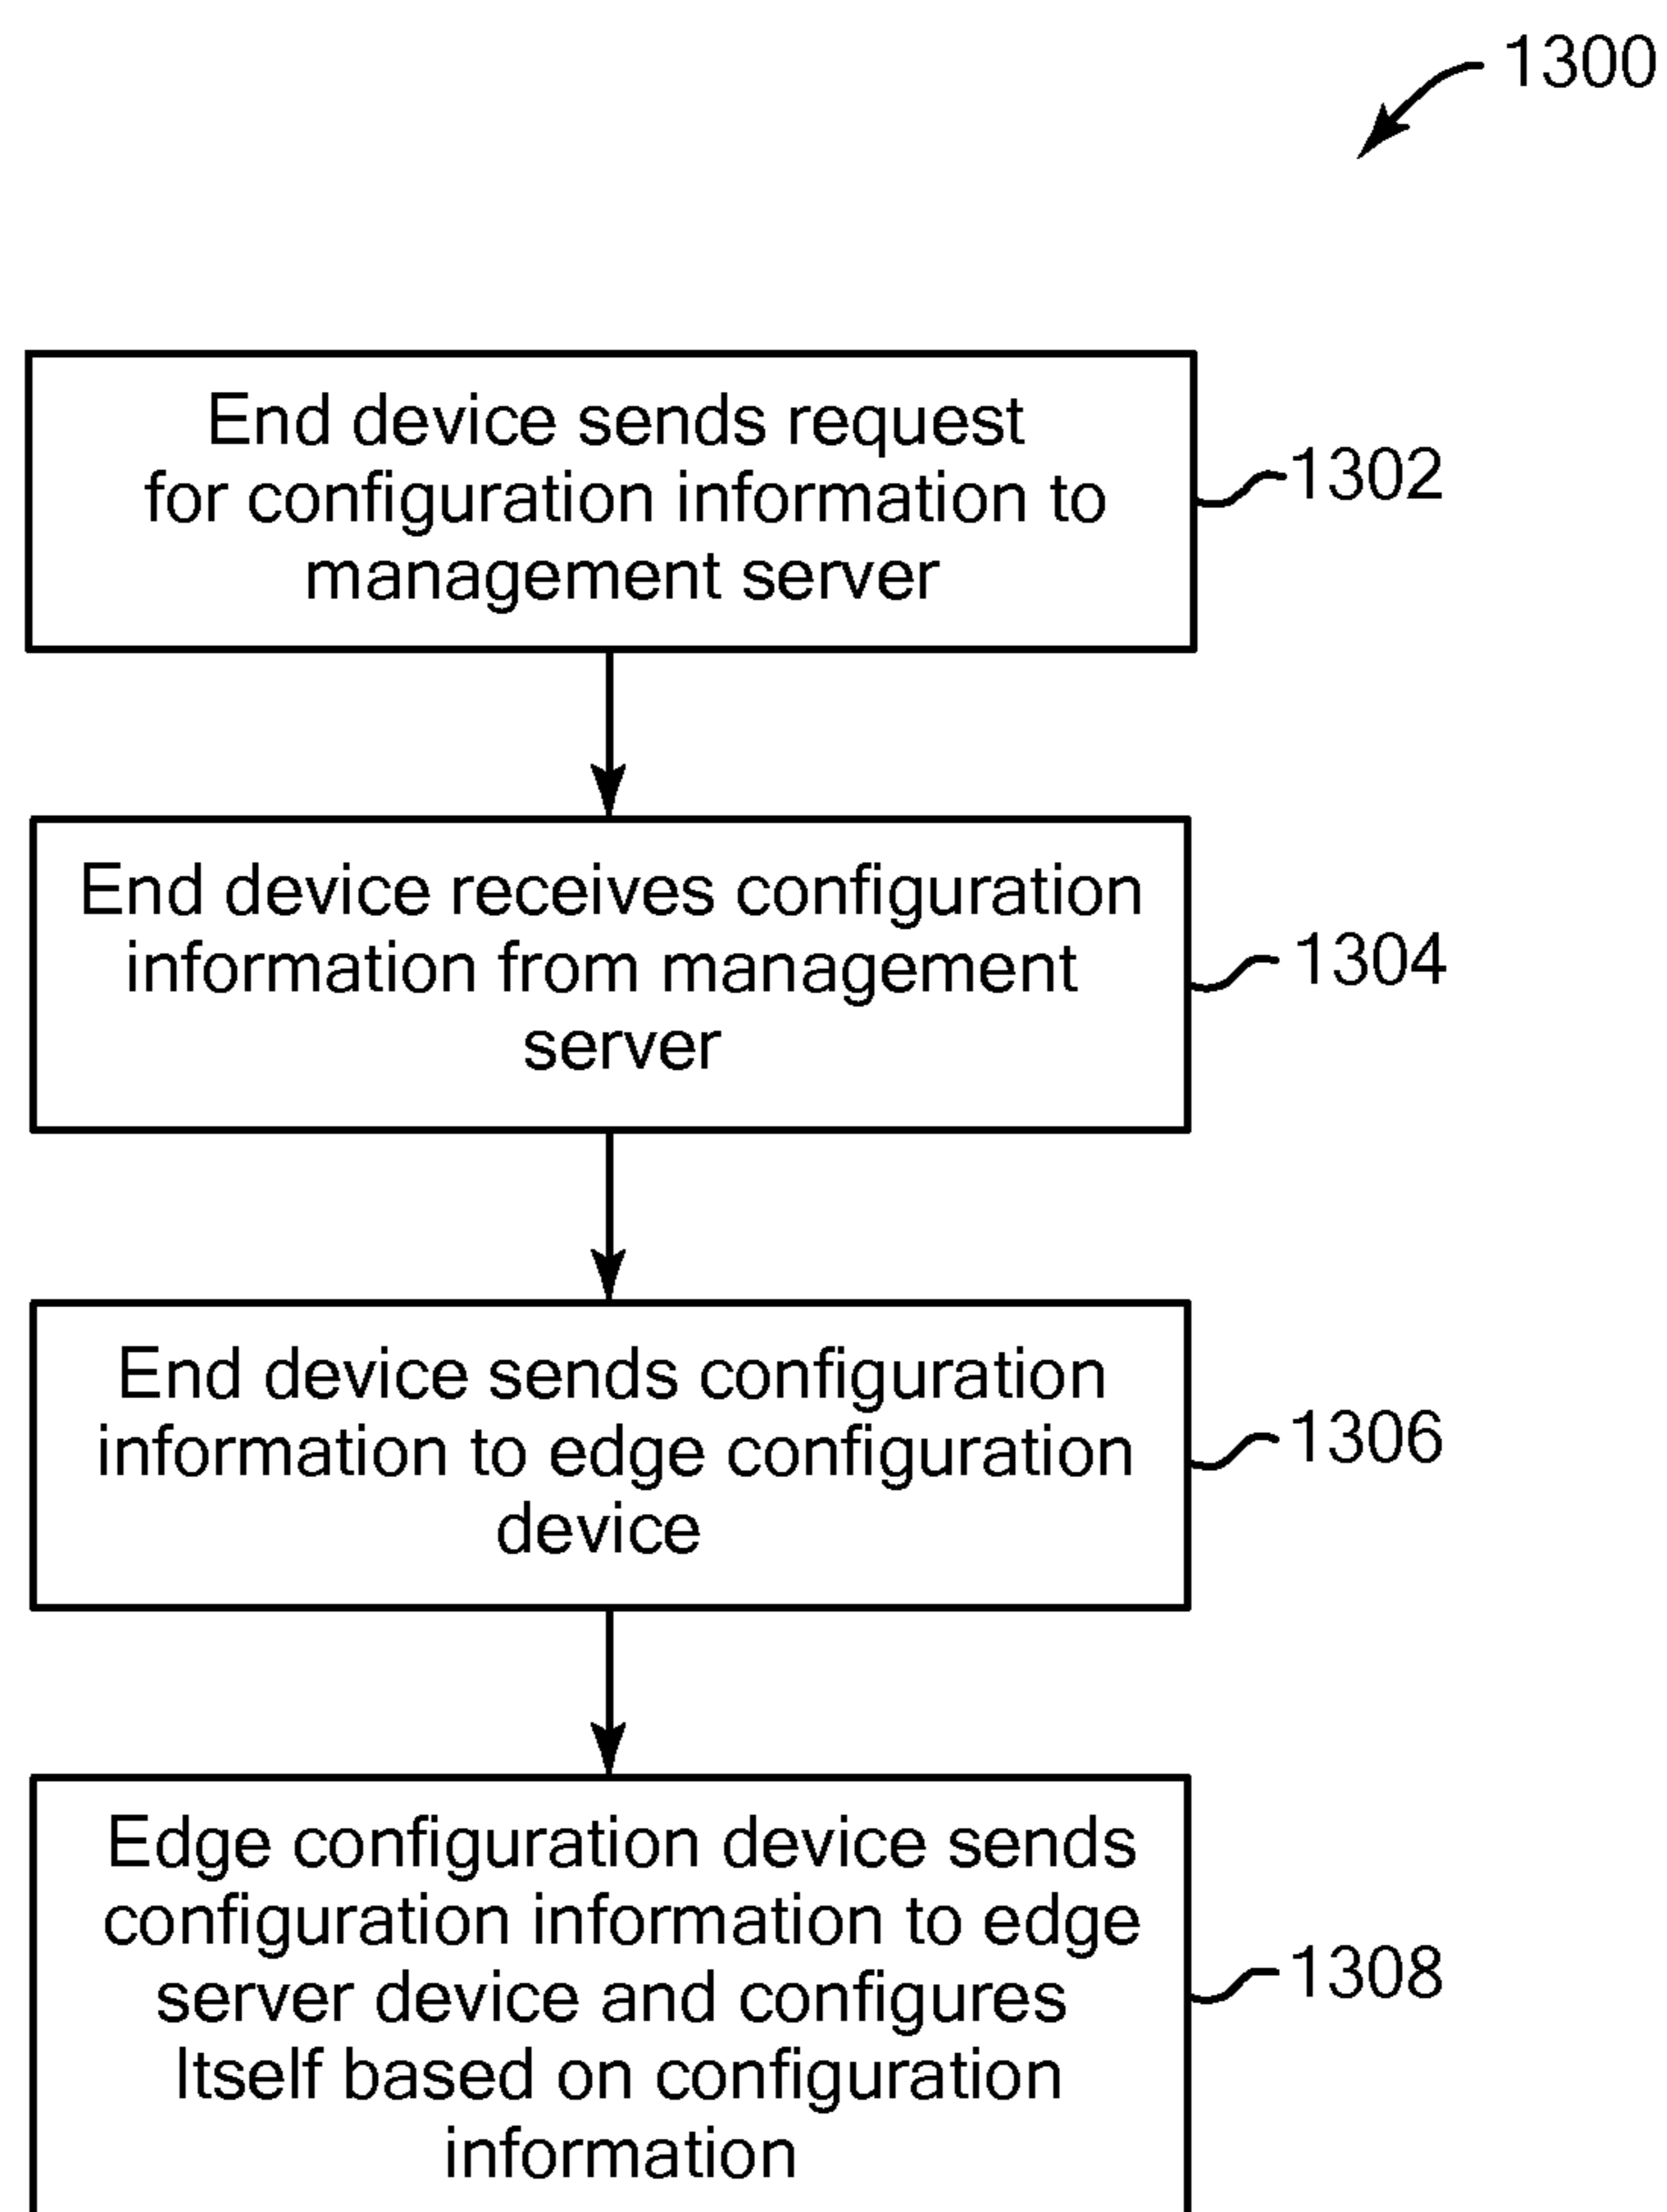 1300
End device sends request
for configuration information to
management server
1302
End device receives configuration
information from management
server
1304
End device sends configuration
information to edge configuration
device
1306
Edge configuration device sends
configuration information to edge
server device and configures
Itself based on configuration
information
1308